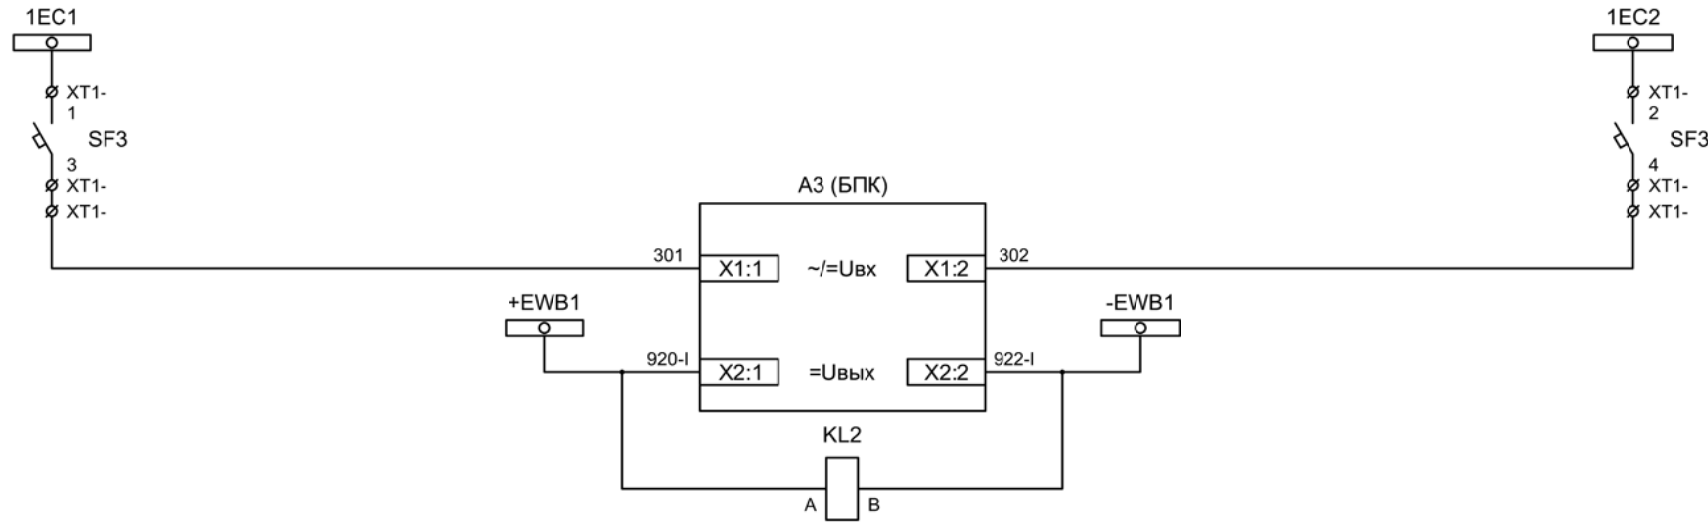 1EC1
1EC2
XT1-
1
SF3
3
XT1-
XT1-
XT1-
2
SF3
4
XT1-
XT1-
А3 (БПК)
301
X1:1
~/=Uвх
X1:2
302
+EWB1
-EWB1
920-I
X2:1
=Uвых
X2:2
922-I
KL2
A
B